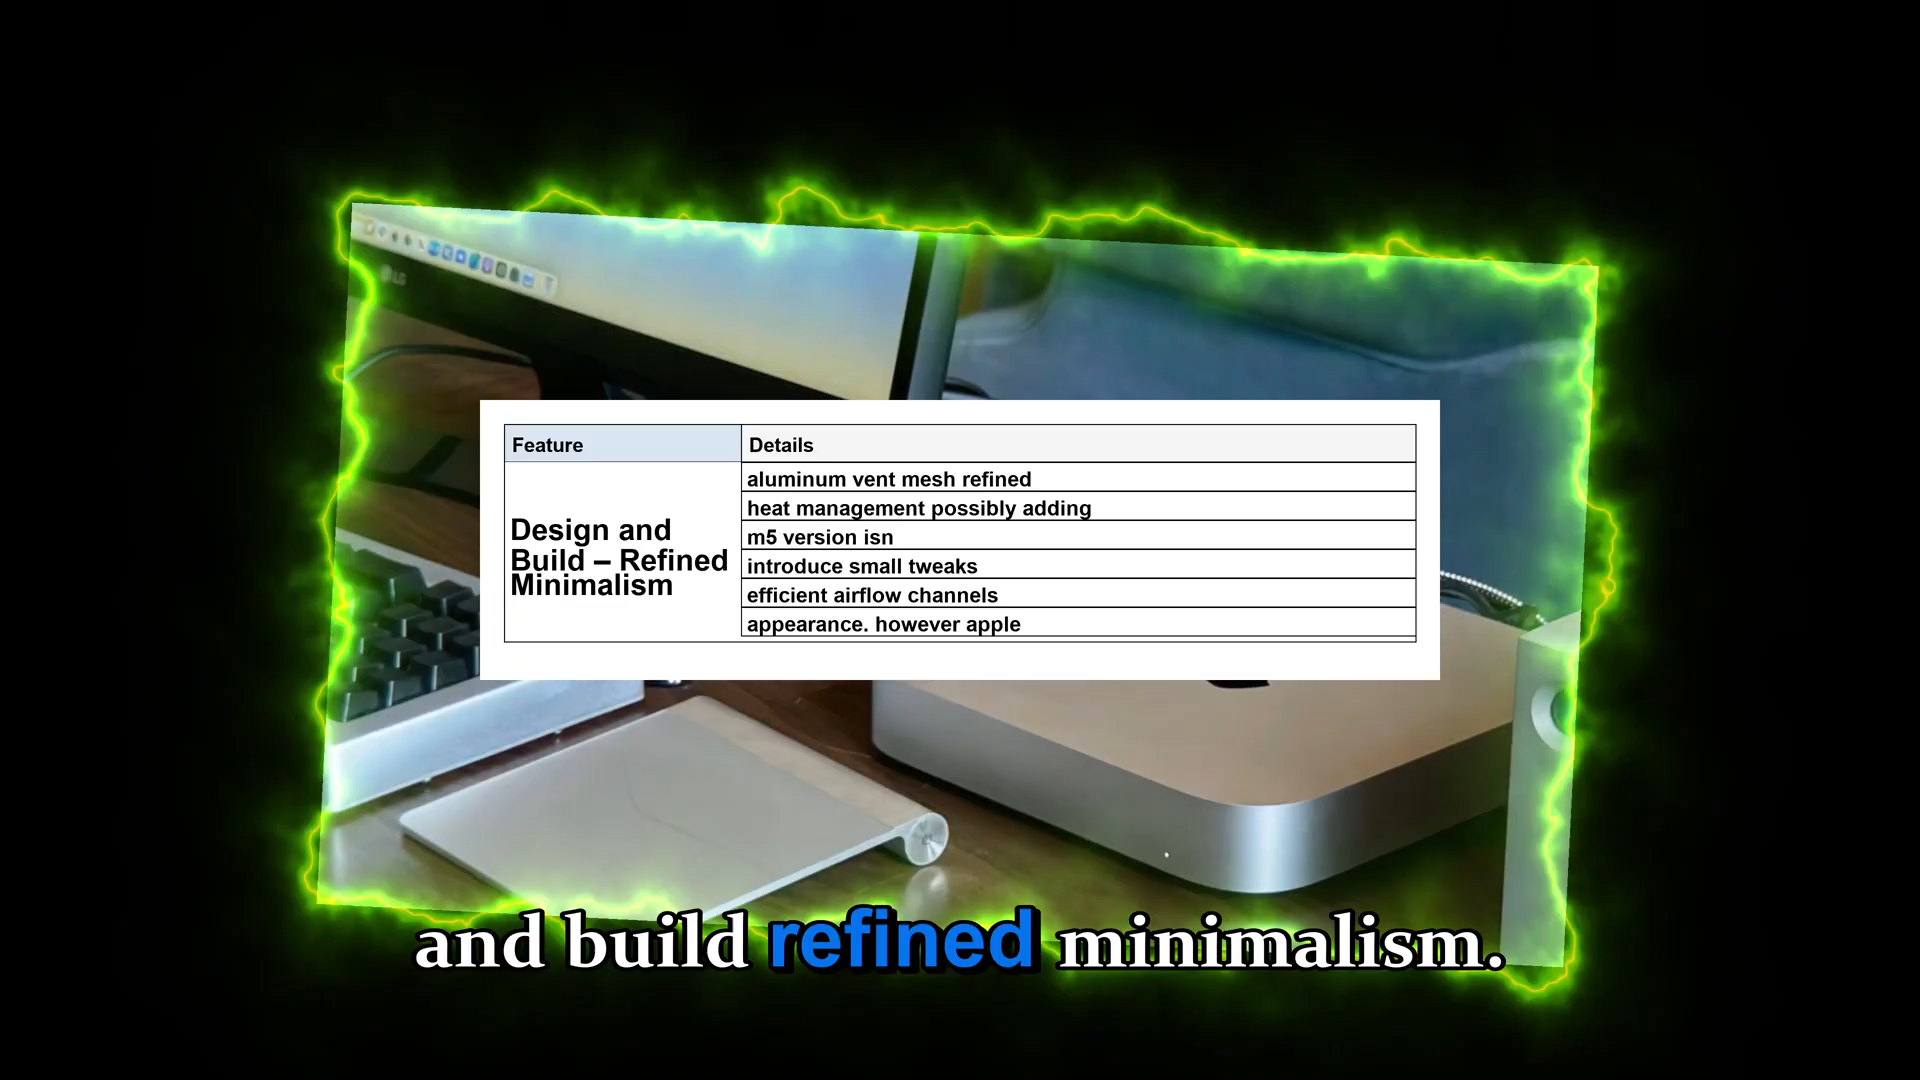 LG
Feature
Details
Design and
Build – Refined
Minimalism
aluminum vent mesh refined
heat management possibly adding
m5 version isn
introduce small tweaks
efficient airflow channels
appearance. however apple
and build refined minimalism.